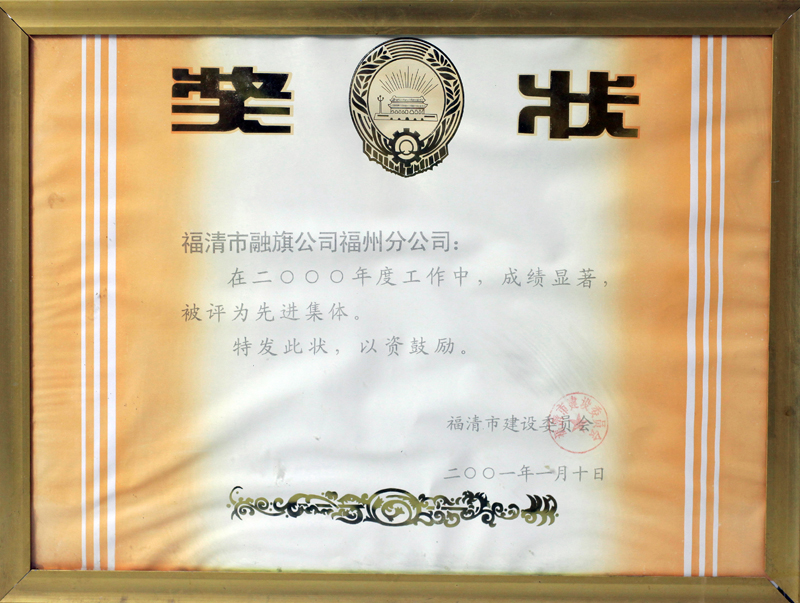 奖状
福清市融旗公司福州分公司：
在二〇〇〇年度工作中，成绩显著，
被评为先进集体。
特发此状，以资鼓励。
福清市建设委员会
二〇〇一年一月十日